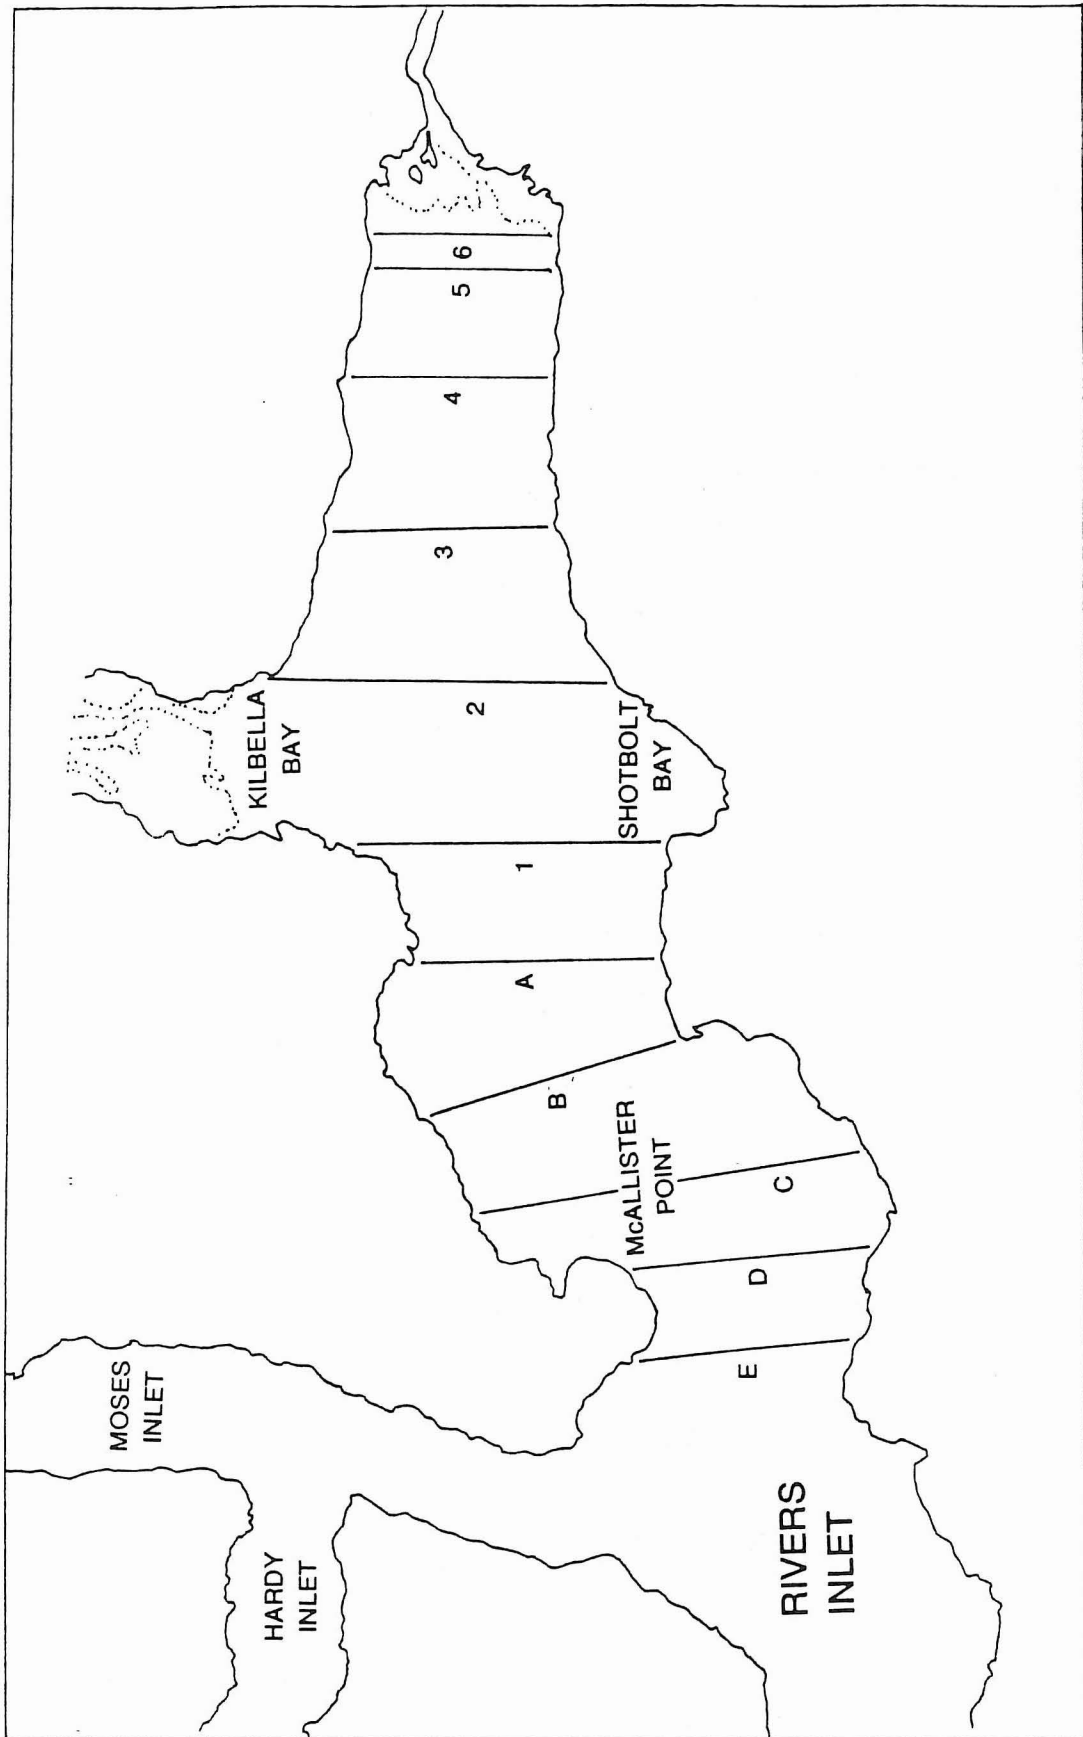 MOSES
INLET
HARDY
INLET
RIVERS
INLET
E
D
C
McALLISTER
POINT
B
A
1
KILBELLA
BAY
SHOTBOLT
BAY
2
3
4
5
6